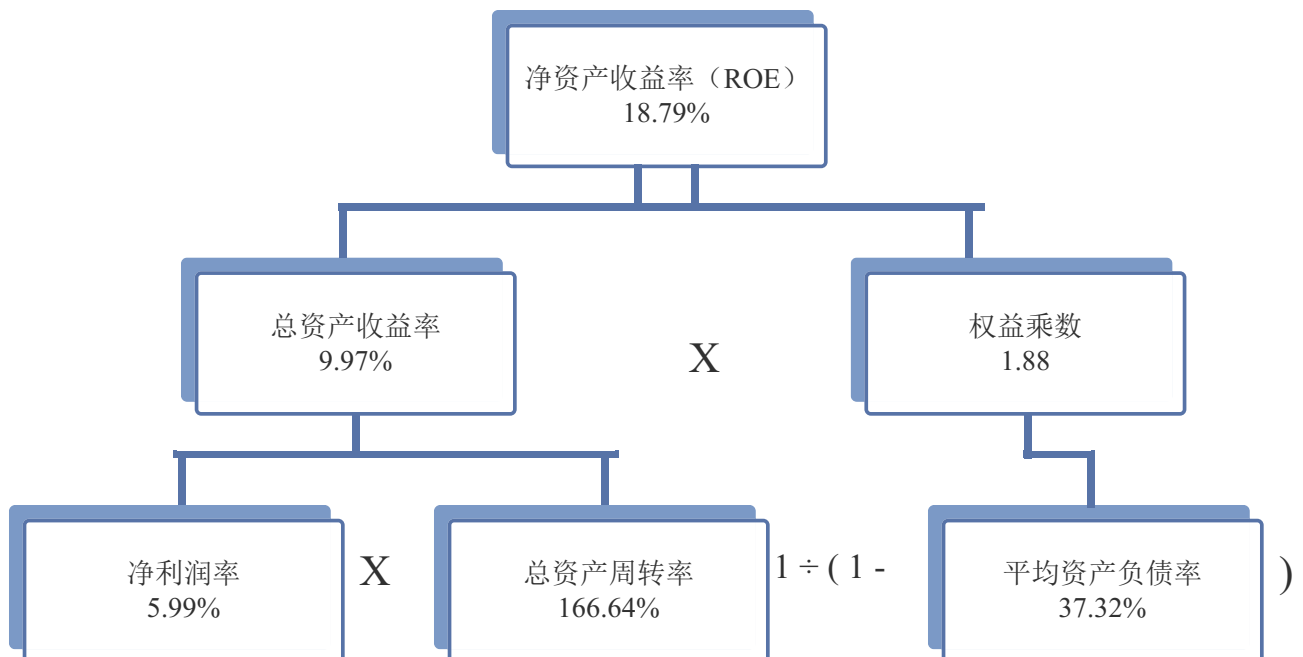 净资产收益率（ROE）
18.79%
总资产收益率
9.97%
X
权益乘数
1.88
净利润率
5.99%
X
总资产周转率
166.64%
1 ÷ ( 1 -
平均资产负债率
37.32%
)